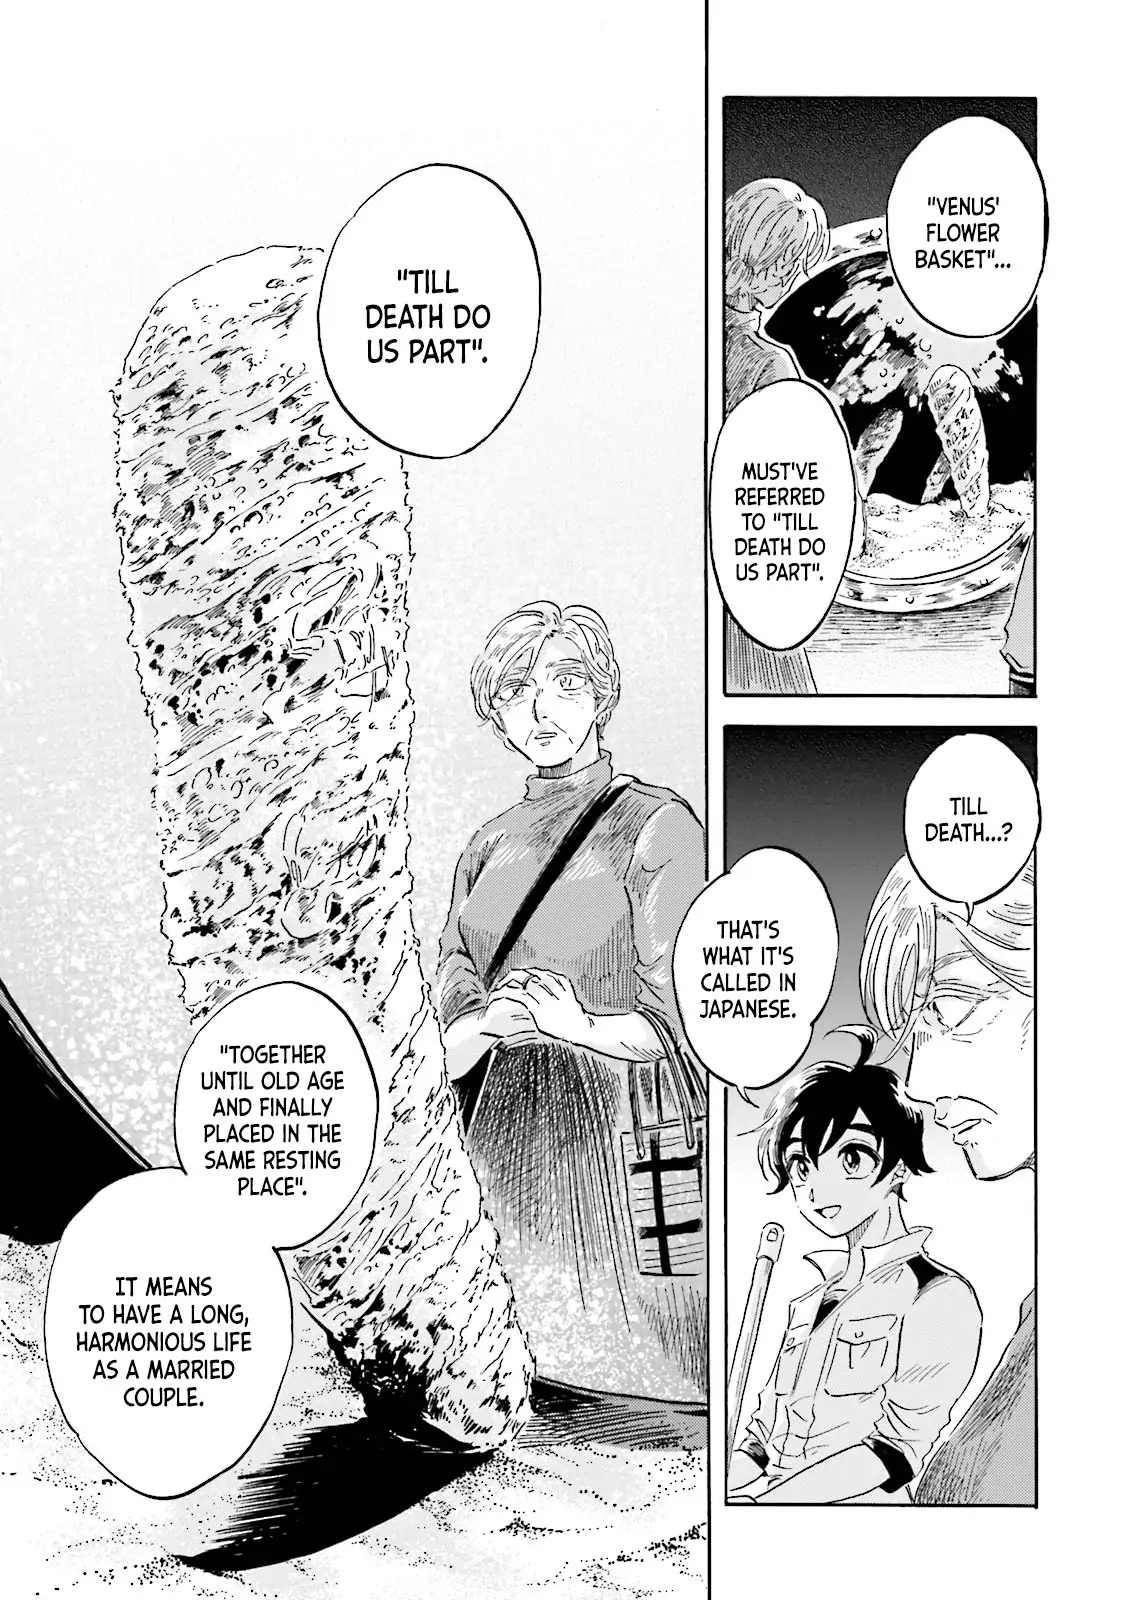 "VENUS'
FLOWER
BASKET"...
MUST'VE
REFERRED
TO "TILL
DEATH DO
US PART".
TILL
DEATH...?
THAT'S
WHAT IT'S
CALLED IN
JAPANESE.
"TILL
DEATH DO
US PART".
"TOGETHER
UNTIL OLD AGE
AND FINALLY
PLACED IN THE
SAME RESTING
PLACE".
IT MEANS
TO HAVE A LONG,
HARMONIOUS LIFE
AS A MARRIED
COUPLE.